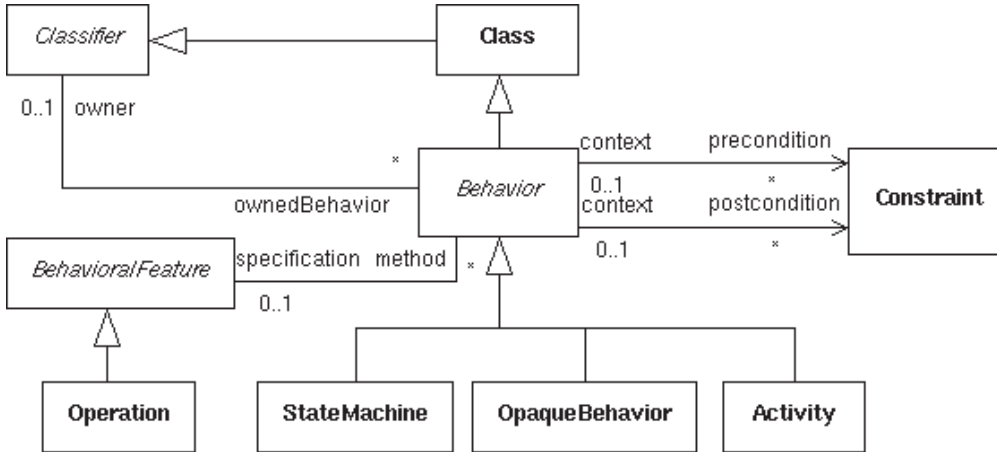 Classifier
Class
0..1 owner
context precondition
* 
0..1 *
Behavior
Constraint
ownedBehavior
context postcondition
specification method *
0..1 *
BehavioralFeature
0..1
Operation
StateMachine
OpaqueBehavior
Activity